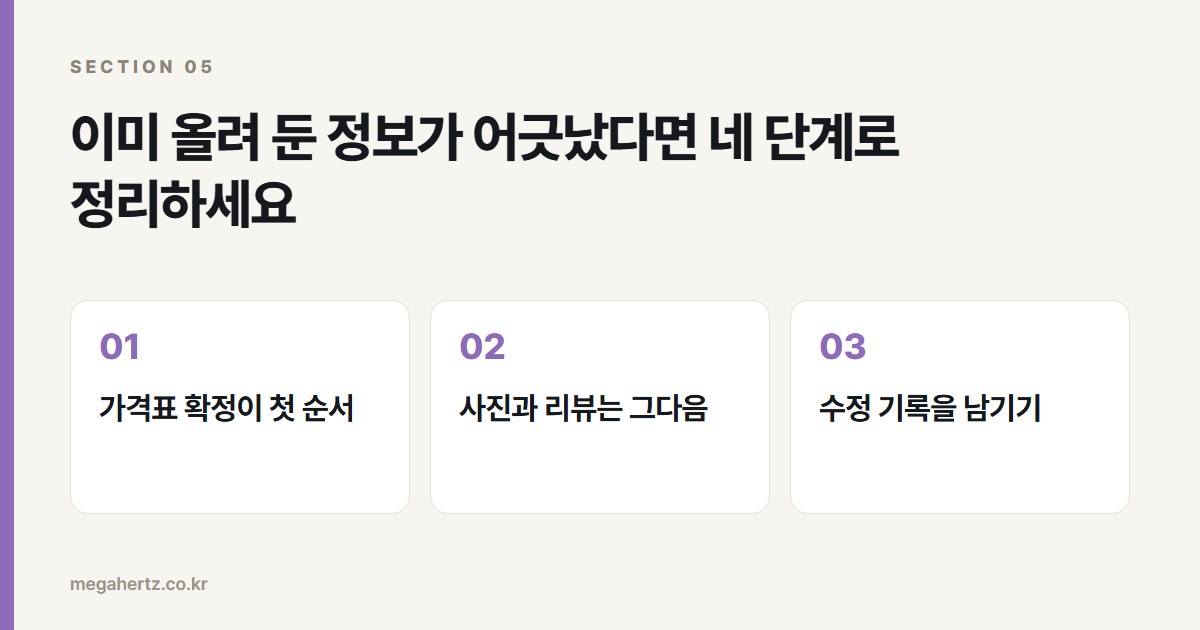 SECTION 05
이미 올려 둔 정보가 어긋났다면 네 단계로
정리하세요
01
가격표 확정이 첫 순서
02
사진과 리뷰는 그다음
03
수정 기록을 남기기
megahertz.co.kr